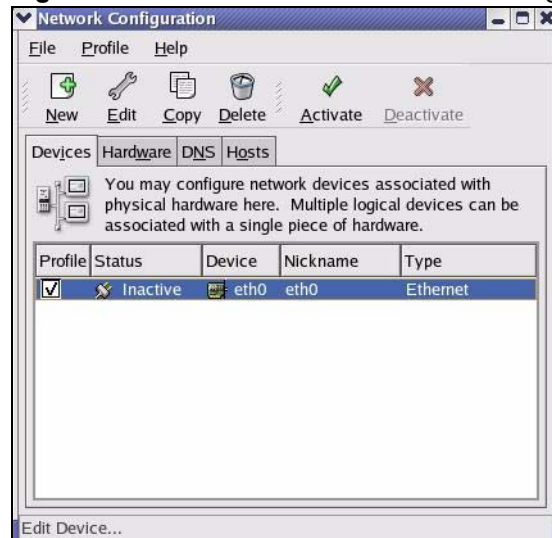 Network Configuration
File Profile Help
New Edit Copy Delete Activate Deactivate
Devices Hardware DNS Hosts
You may configure network devices associated with
physical hardware here. Multiple logical devices can be
associated with a single piece of hardware.
Profile Status Device Nickname Type
Inactive eth0 eth0 Ethernet
Edit Device...